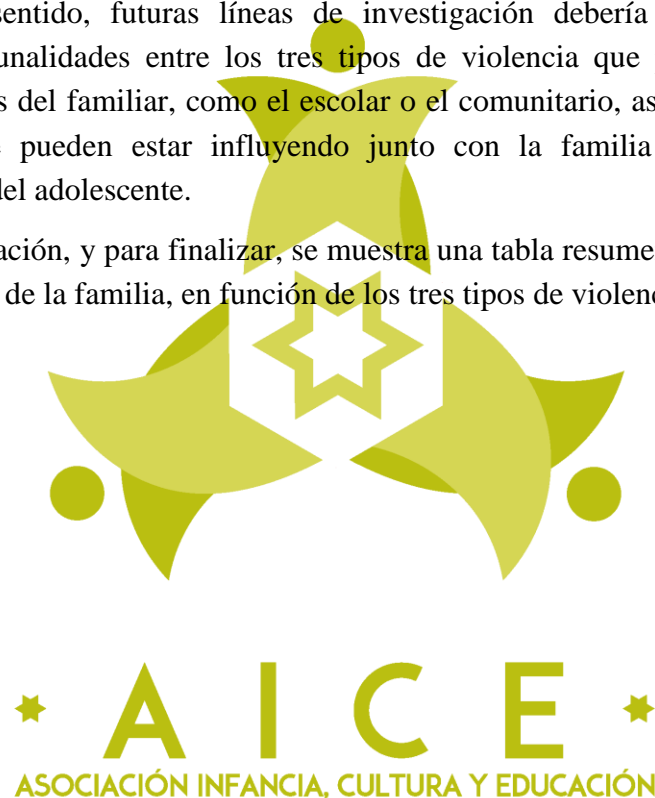 sentido, futuras líneas de investigación debería
unalidades entre los tres tipos de violencia que
s del familiar, como el escolar o el comunitario, as
pueden estar influyendo junto con la familia
del adolescente.
ación, y para finalizar, se muestra una tabla resume
de la familia, en función de los tres tipos de violenc
* A I C E *
ASOCIACIÓN INFANCIA, CULTURA Y EDUCACIÓN